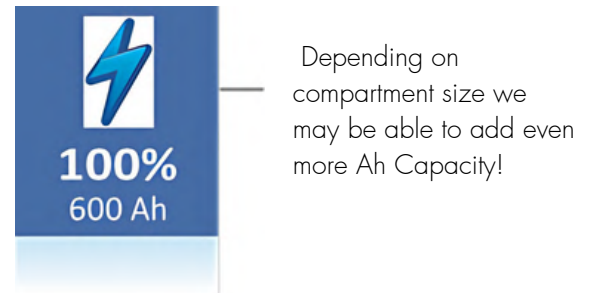 100%
600 Ah
Depending on
compartment size we
may be able to add even
more Ah Capacity!